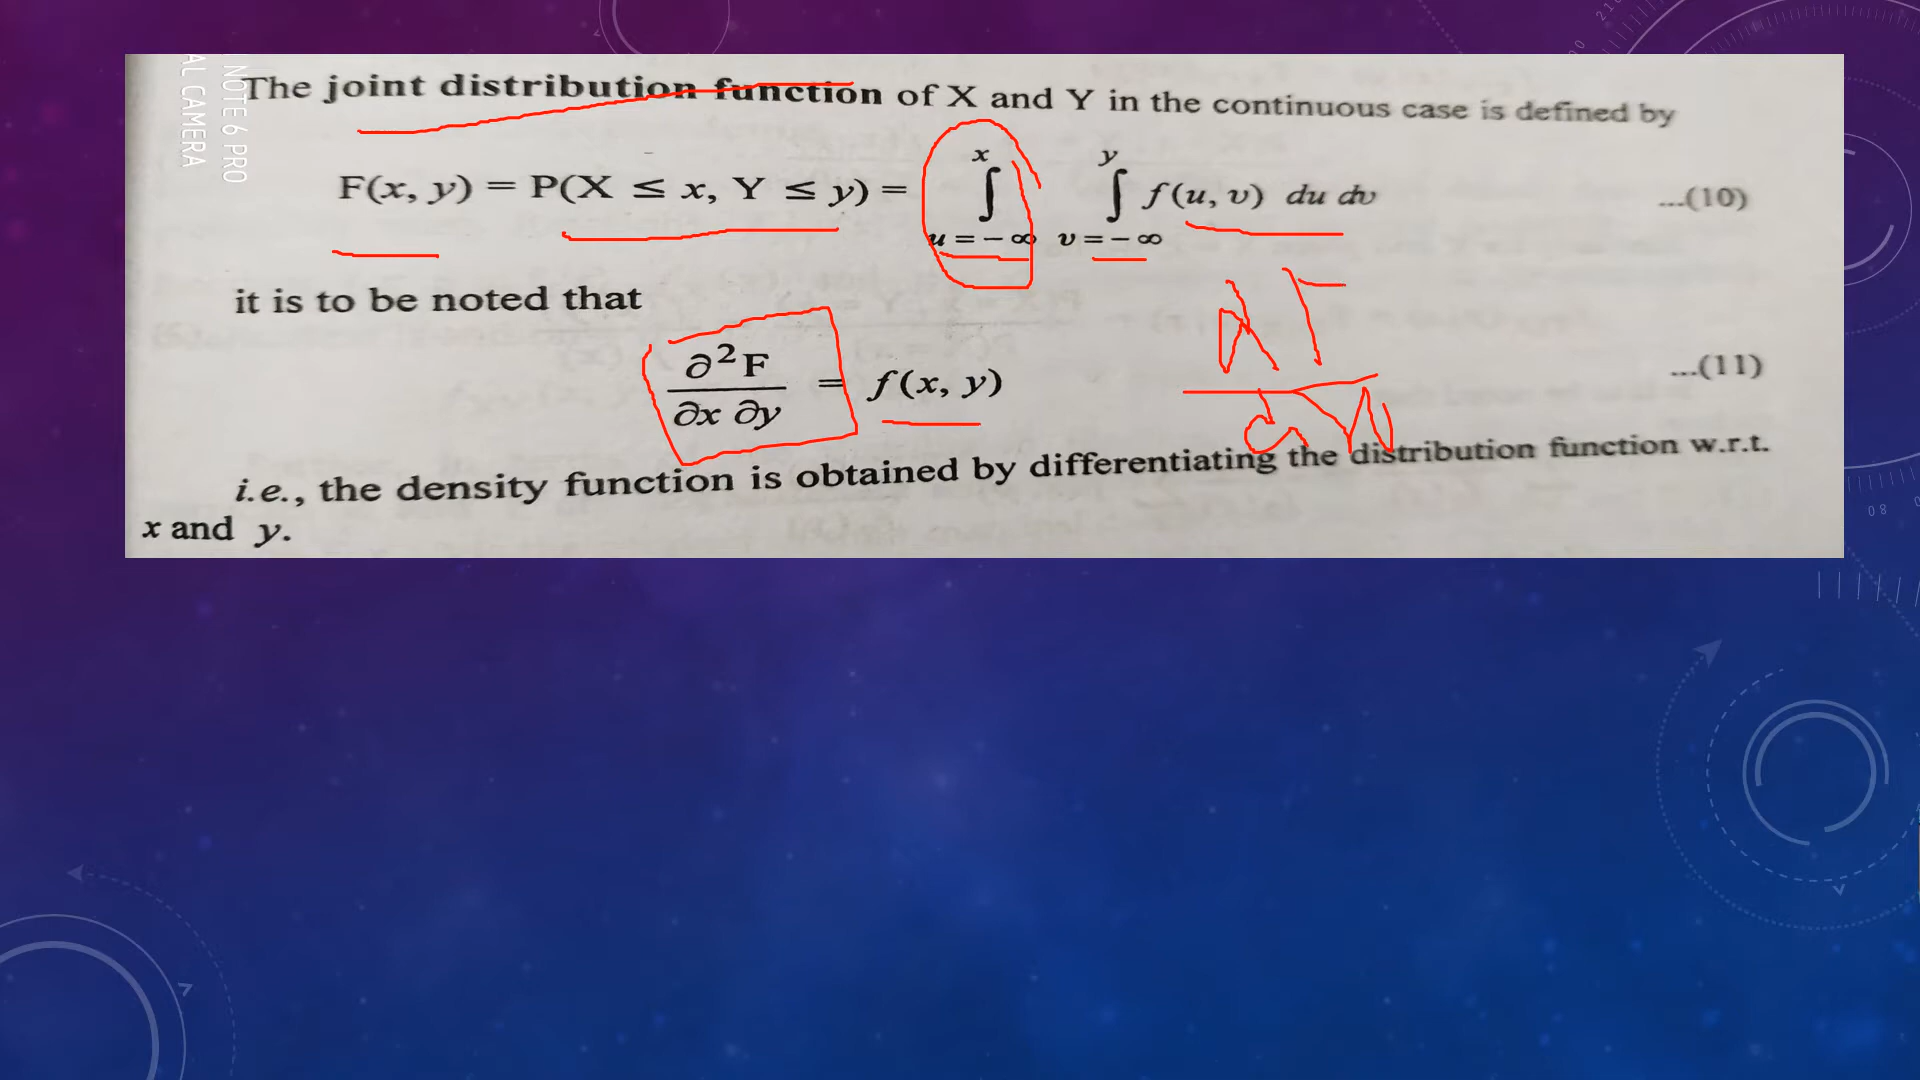 NOTE 6 PRO
AL CAMERA
The joint distribution function of X and Y in the continuous case is defined by
F(x, y) = P(X ≤ x, Y ≤ y) = ∫_{u = −∞}^{x} ∫_{v = −∞}^{y} f(u, v) du dv ...(10)
it is to be noted that
∂²F / ∂x ∂y = f(x, y) ...(11)
i.e., the density function is obtained by differentiating the distribution function w.r.t.
x and y.